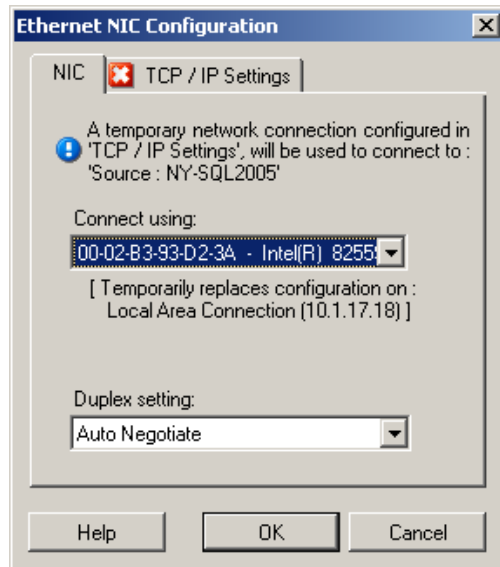 Ethernet NIC Configuration
NIC
TCP / IP Settings
A temporary network connection configured in
'TCP / IP Settings', will be used to connect to :
'Source : NY-SQL2005'
Connect using:
00-02-B3-93-D2-3A - Intel(R) 8255
[ Temporarily replaces configuration on :
Local Area Connection (10.1.17.18) ]
Duplex setting:
Auto Negotiate
Help
OK
Cancel